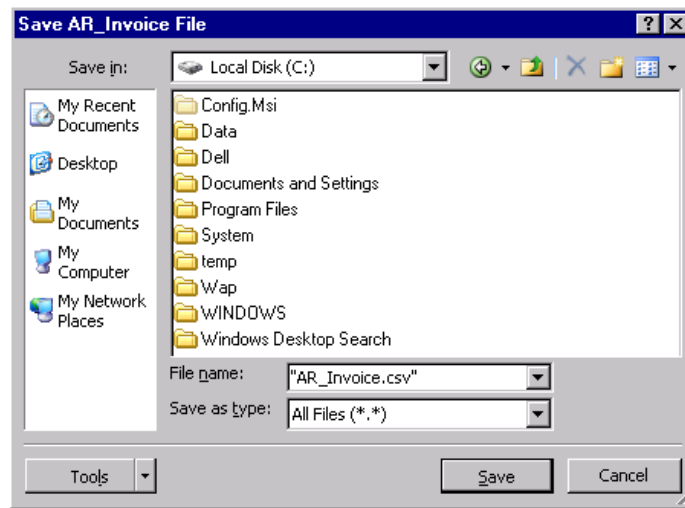 Save AR_Invoice File
Save in:
Local Disk (C:)
My Recent
Documents
Desktop
My
Documents
My
Computer
My Network
Places
Config.Msi
Data
Dell
Documents and Settings
Program Files
System
temp
Wap
WINDOWS
Windows Desktop Search
File name:
"AR_Invoice.csv"
Save as type:
All Files (*.*)
Tools
Save
Cancel